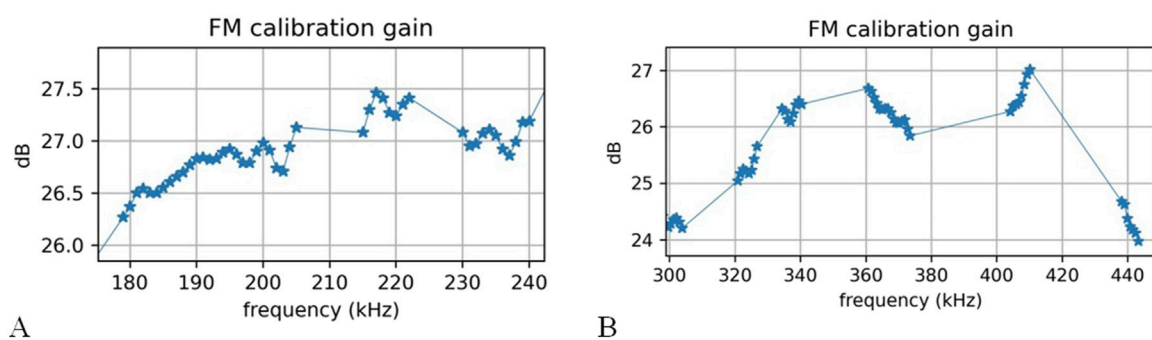 FM calibration gain
27.5
27.0
26.5
26.0
dB
180 190 200 210 220 230 240
frequency (kHz)
A
FM calibration gain
27
26
25
24
dB
300 320 340 360 380 400 420 440
frequency (kHz)
B